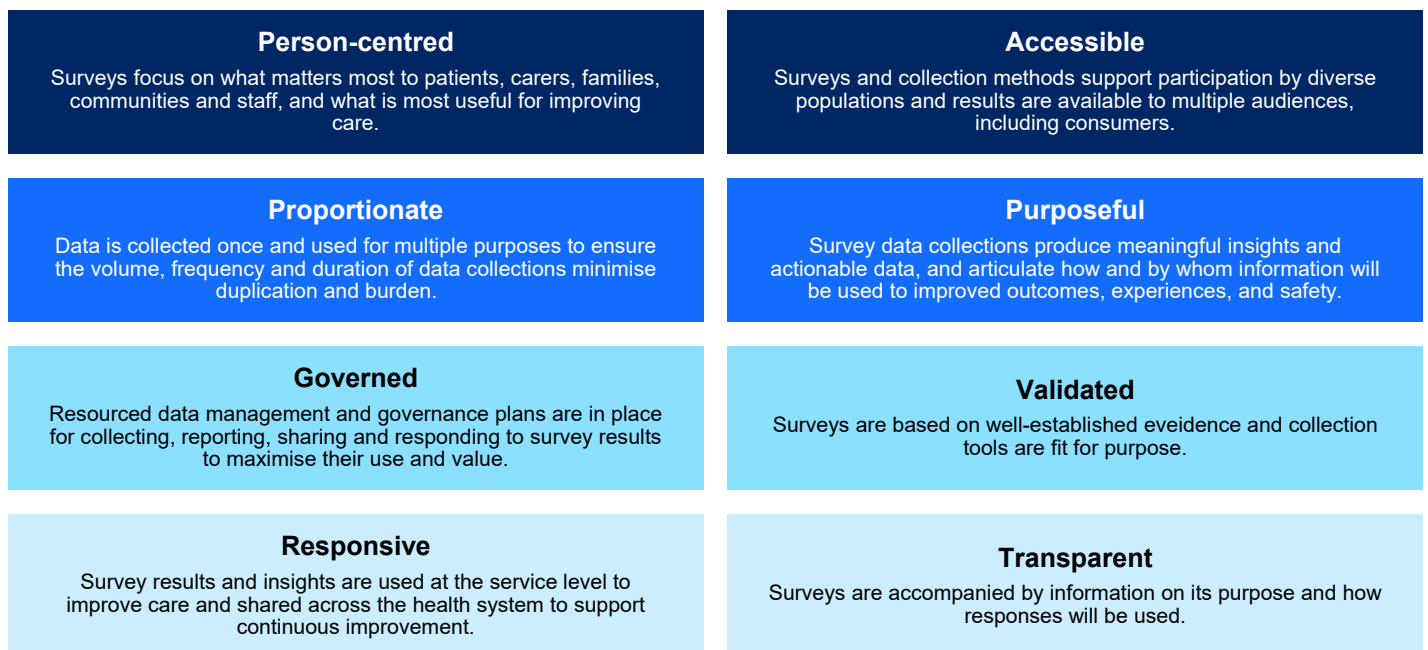 Person-centred
Surveys focus on what matters most to patients, carers, families,
communities and staff, and what is most useful for improving
care.
Accessible
Surveys and collection methods support participation by diverse
populations and results are available to multiple audiences,
including consumers.
Proportionate
Data is collected once and used for multiple purposes to ensure
the volume, frequency and duration of data collections minimise
duplication and burden.
Purposeful
Survey data collections produce meaningful insights and
actionable data, and articulate how and by whom information will
be used to improved outcomes, experiences, and safety.
Governed
Resourced data management and governance plans are in place
for collecting, reporting, sharing and responding to survey results
to maximise their use and value.
Validated
Surveys are based on well-established eveidence and collection
tools are fit for purpose.
Responsive
Survey results and insights are used at the service level to
improve care and shared across the health system to support
continuous improvement.
Transparent
Surveys are accompanied by information on its purpose and how
responses will be used.